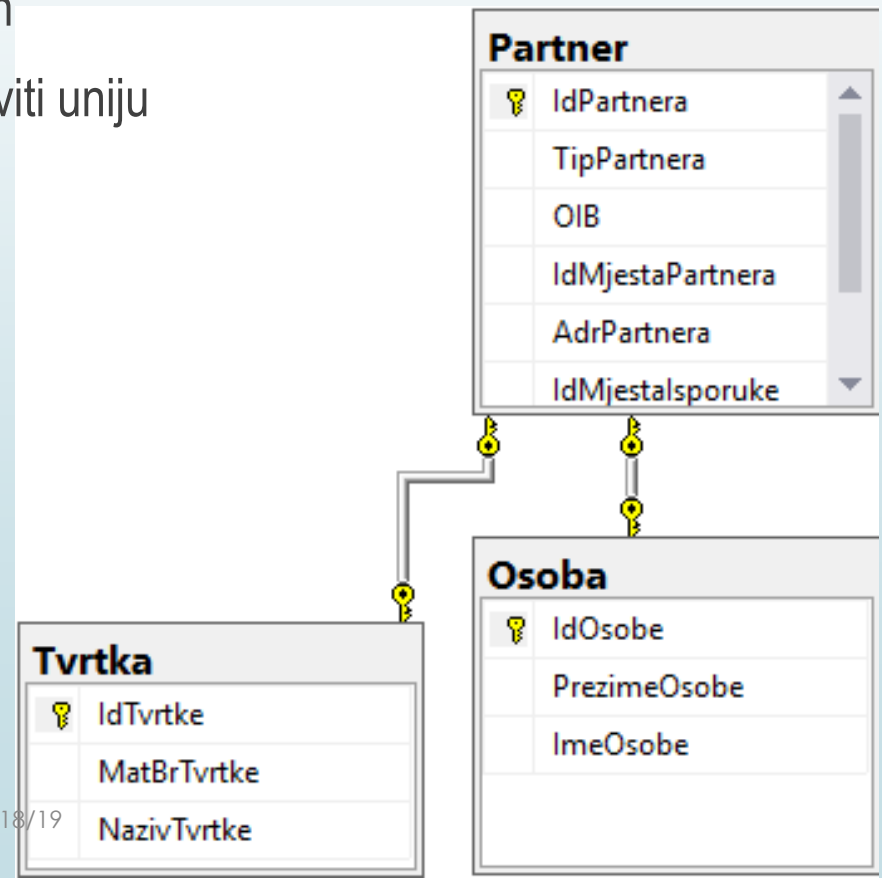 viti uniju
Partner
IdPartnera
TipPartnera
OIB
IdMjestaPartnera
AdrPartnera
IdMjestaIsporuke
Osoba
IdOsobe
PrezimeOsobe
ImeOsobe
Tvrtka
IdTvrtke
MatBrTvrtke
NazivTvrtke
18/19